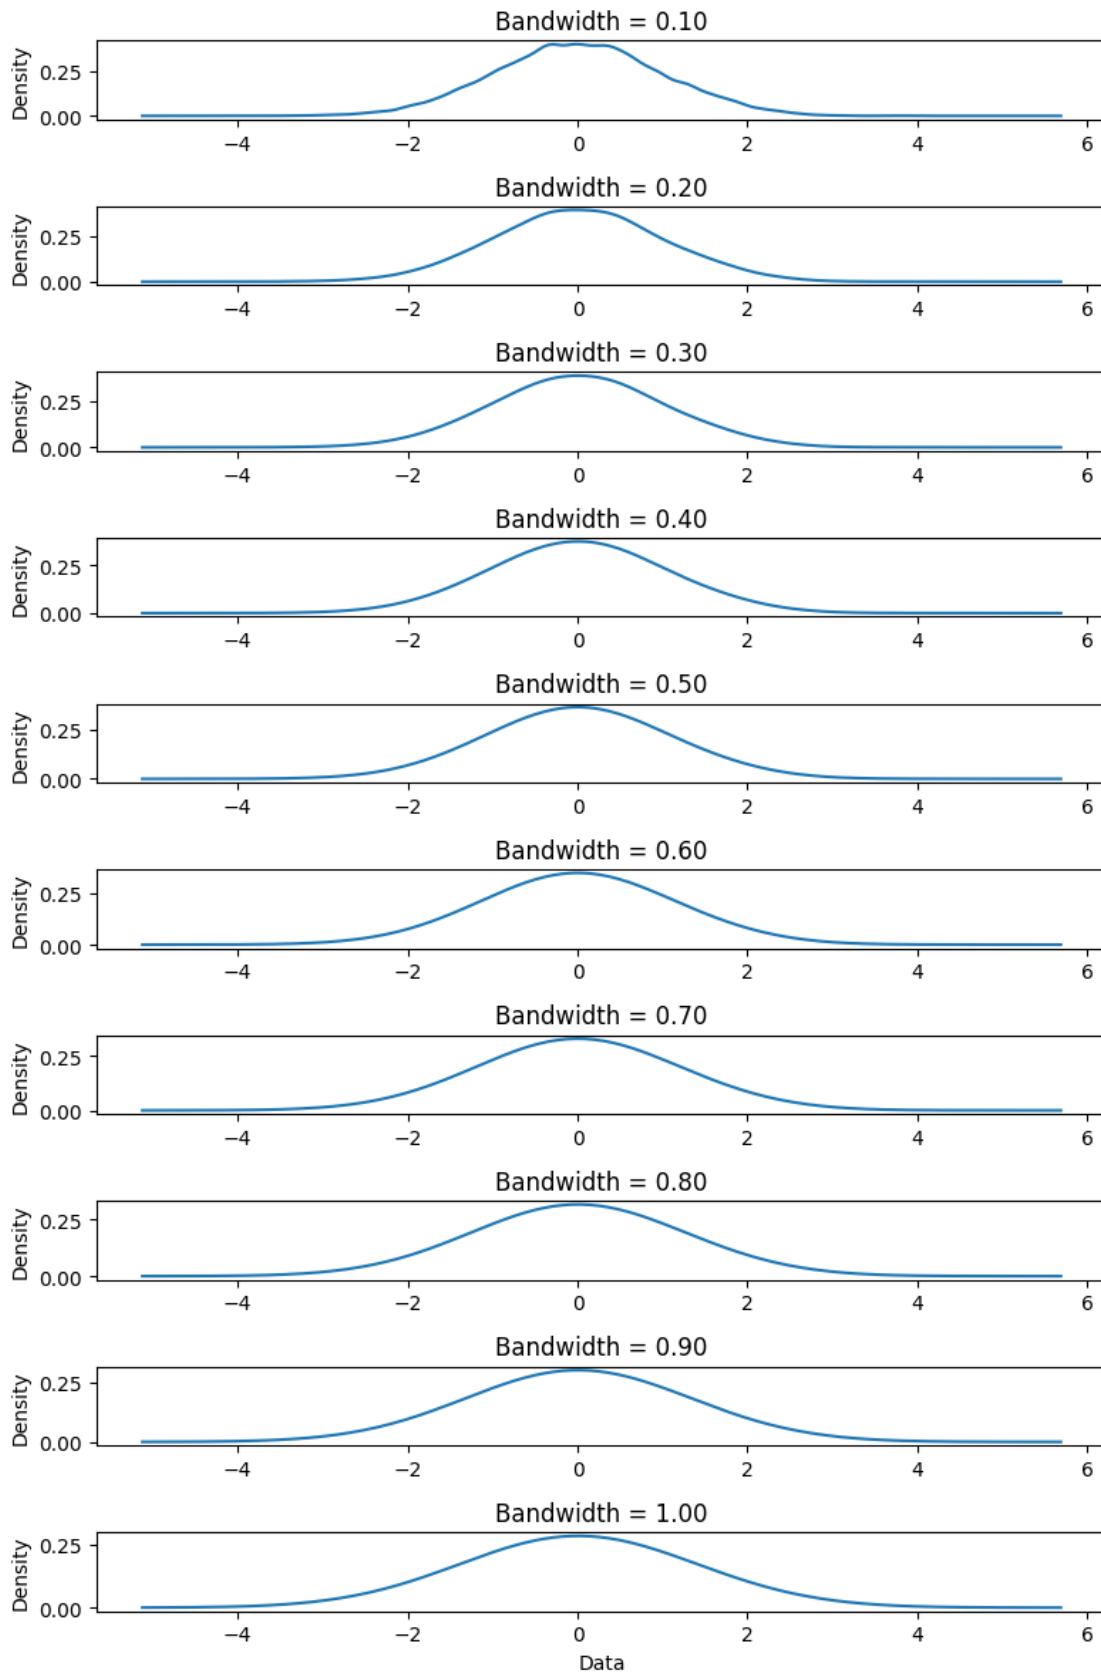 Bandwidth = 0.10
Density
0.25
0.00
−4 −2 0 2 4 6
Bandwidth = 0.20
Density
0.25
0.00
−4 −2 0 2 4 6
Bandwidth = 0.30
Density
0.25
0.00
−4 −2 0 2 4 6
Bandwidth = 0.40
Density
0.25
0.00
−4 −2 0 2 4 6
Bandwidth = 0.50
Density
0.25
0.00
−4 −2 0 2 4 6
Bandwidth = 0.60
Density
0.25
0.00
−4 −2 0 2 4 6
Bandwidth = 0.70
Density
0.25
0.00
−4 −2 0 2 4 6
Bandwidth = 0.80
Density
0.25
0.00
−4 −2 0 2 4 6
Bandwidth = 0.90
Density
0.25
0.00
−4 −2 0 2 4 6
Bandwidth = 1.00
Density
0.25
0.00
−4 −2 0 2 4 6
Data